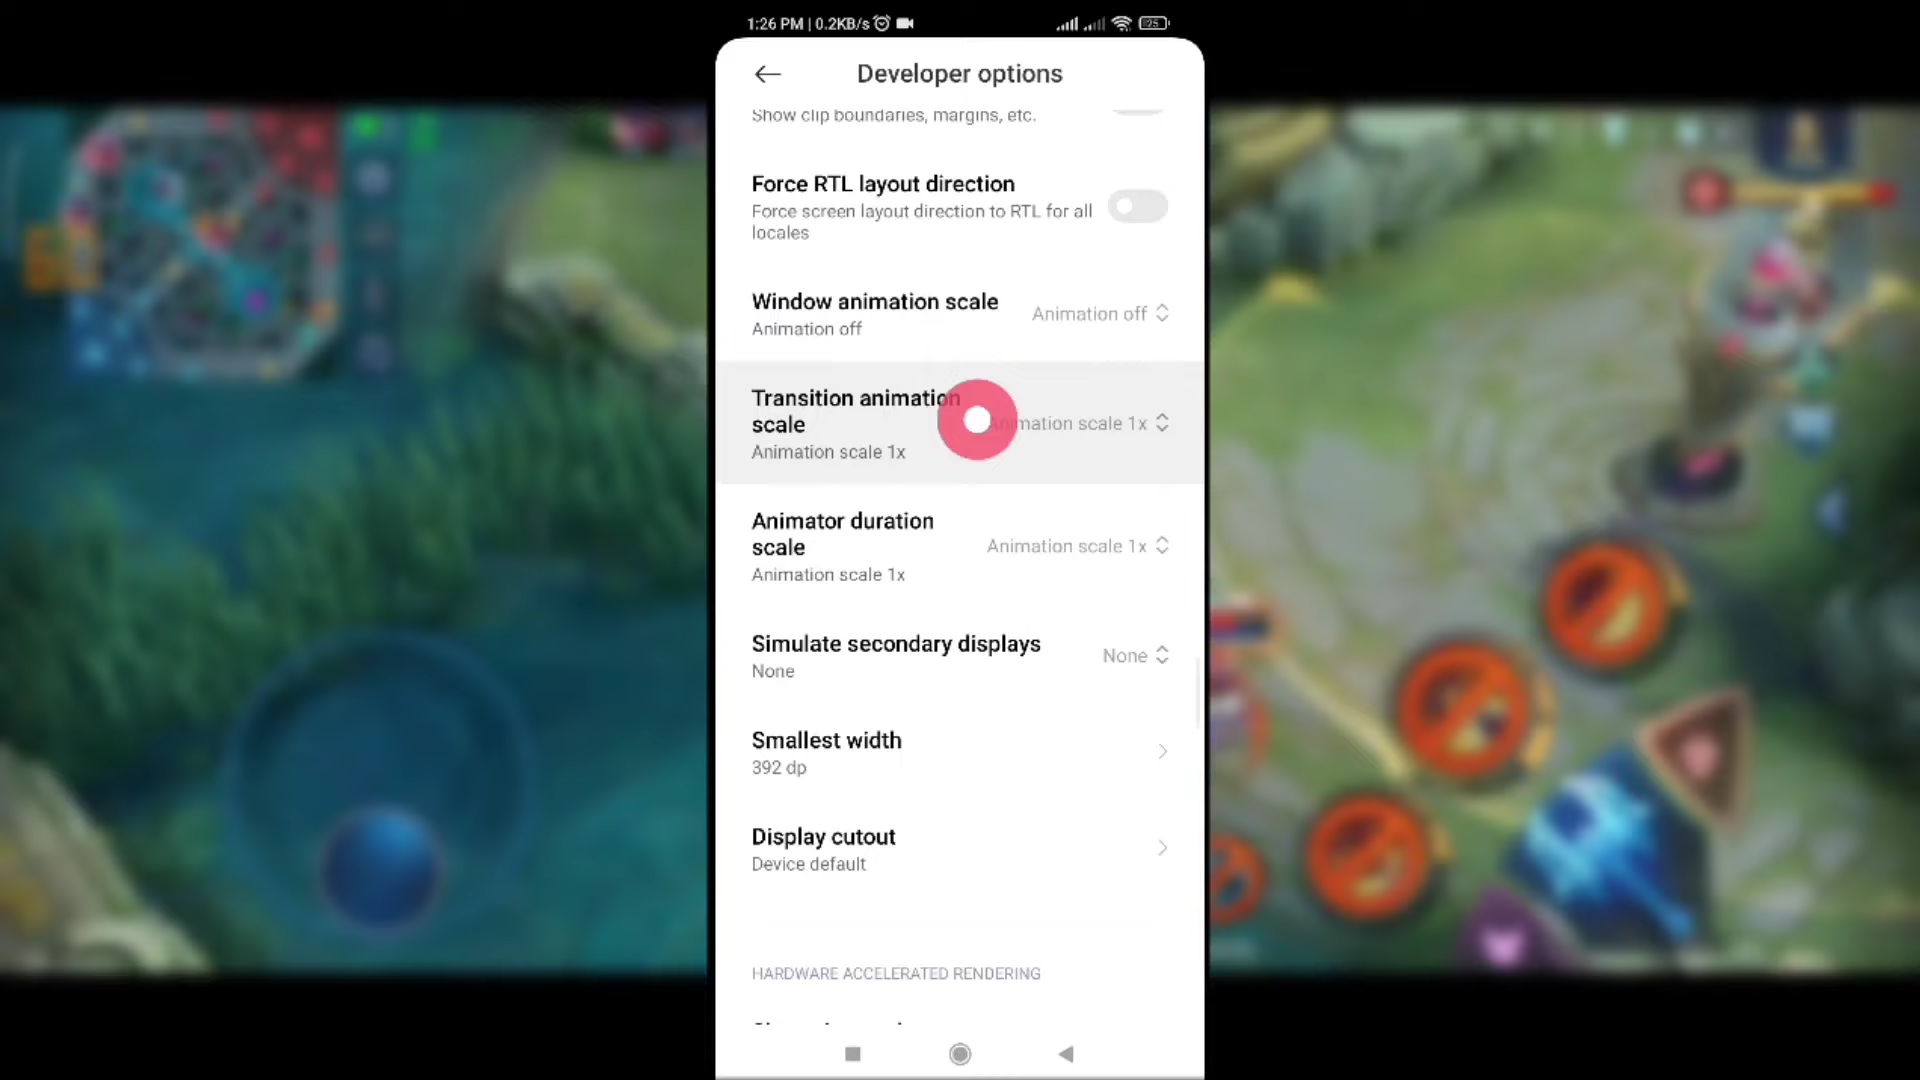 1:26 PM | 0.2KB/s
25
Developer options
Show clip boundaries, margins, etc.
Force RTL layout direction
Force screen layout direction to RTL for all
locales
Window animation scale
Animation off
Animation off
Transition animation
scale
Animation scale 1x
Animation scale 1x
Animator duration
scale
Animation scale 1x
Animation scale 1x
Simulate secondary displays
None
None
Smallest width
392 dp
Display cutout
Device default
HARDWARE ACCELERATED RENDERING